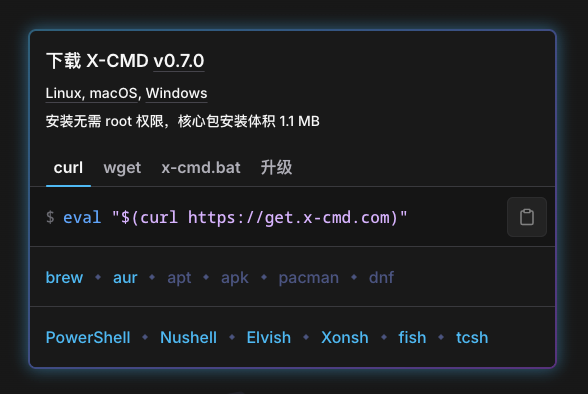 下载 X-CMD v0.7.0
Linux, macOS, Windows
安装无需 root 权限，核心包安装体积 1.1 MB
curl wget x-cmd.bat 升级
$ eval "$(curl https://get.x-cmd.com)"
brew • aur • apt • apk • pacman • dnf
PowerShell • Nushell • Elvish • Xonsh • fish • tcsh